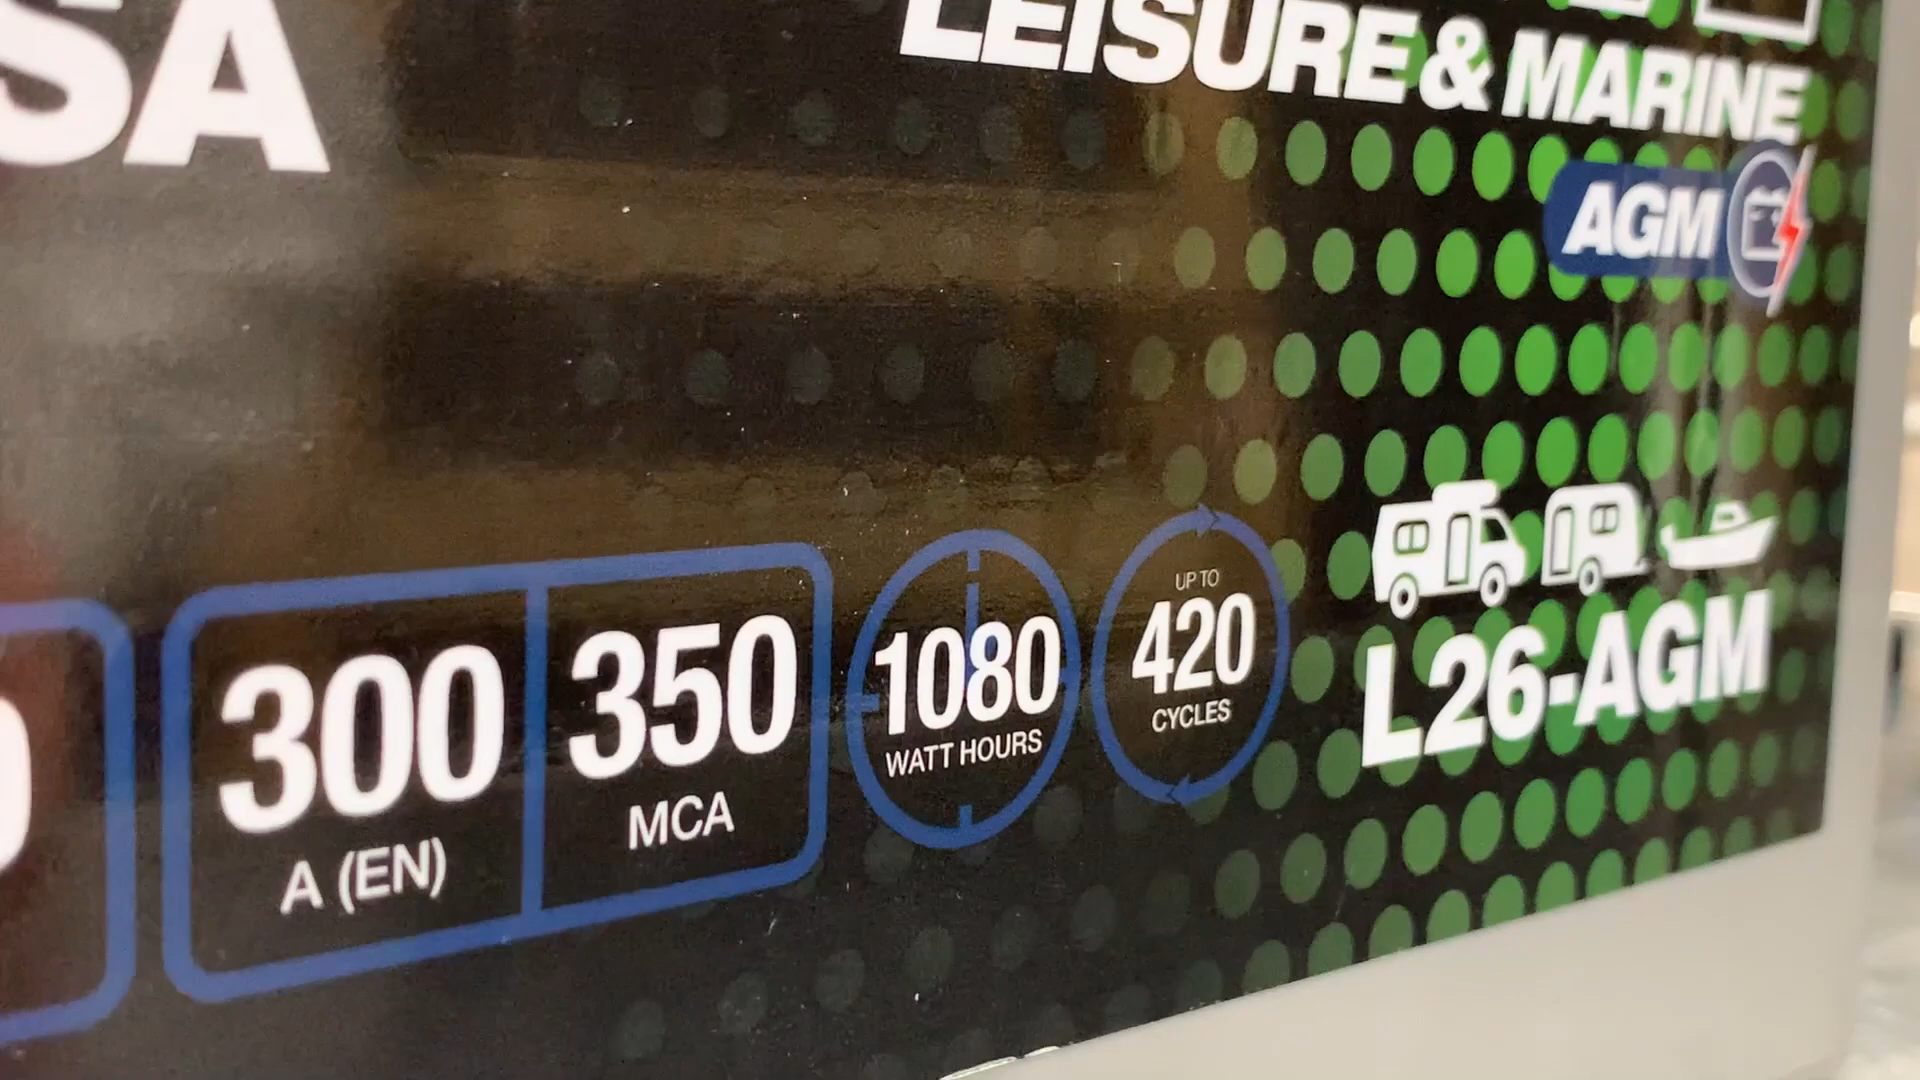 SA
LEISURE & MARINE
AGM
300
A (EN)
350
MCA
1080
WATT HOURS
UP TO
420
CYCLES
L26-AGM